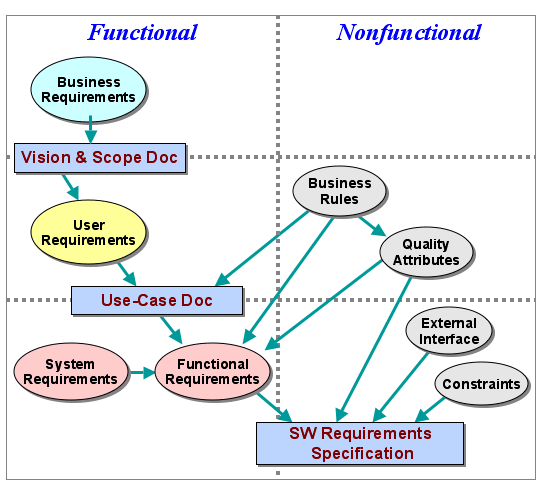 Functional
Nonfunctional
Business
Requirements
Vision & Scope Doc
Business
Rules
User
Requirements
Quality
Attributes
Use-Case Doc
External
Interface
System
Requirements
Functional
Requirements
Constraints
SW Requirements
Specification